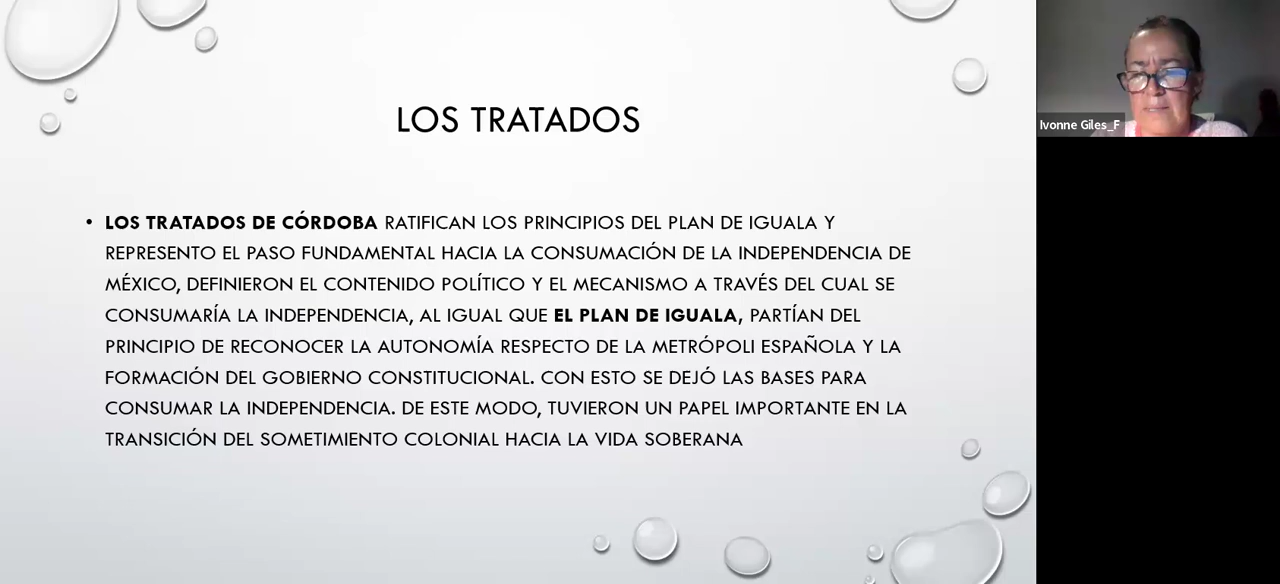 LOS TRATADOS
• LOS TRATADOS DE CÓRDOBA RATIFICAN LOS PRINCIPIOS DEL PLAN DE IGUALA Y
REPRESENTO EL PASO FUNDAMENTAL HACIA LA CONSUMACIÓN DE LA INDEPENDENCIA DE
MÉXICO, DEFINIERON EL CONTENIDO POLÍTICO Y EL MECANISMO A TRAVÉS DEL CUAL SE
CONSUMARÍA LA INDEPENDENCIA, AL IGUAL QUE EL PLAN DE IGUALA, PARTÍAN DEL
PRINCIPIO DE RECONOCER LA AUTONOMÍA RESPECTO DE LA METRÓPOLI ESPAÑOLA Y LA
FORMACIÓN DEL GOBIERNO CONSTITUCIONAL. CON ESTO SE DEJÓ LAS BASES PARA
CONSUMAR LA INDEPENDENCIA. DE ESTE MODO, TUVIERON UN PAPEL IMPORTANTE EN LA
TRANSICIÓN DEL SOMETIMIENTO COLONIAL HACIA LA VIDA SOBERANA
Ivonne Giles_F